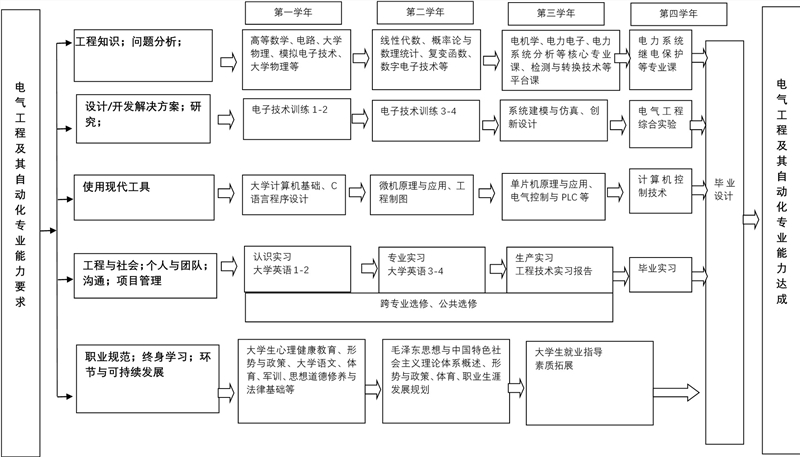 第一学年
第二学年
第三学年
第四学年
电气工程及其自动化专业能力要求
工程知识；问题分析；
高等数学、电路、大学
物理、模拟电子技术、
大学物理等
线性代数、概率论与
数理统计、复变函数、
数字电子技术等
电机学、电力电子、电力
系统分析等核心专业
课、检测与转换技术等
平台课
电力系统
继电保护
等专业课
设计/开发解决方案；研
究；
电子技术训练 1-2
电子技术训练 3-4
系统建模与仿真、创
新设计
电气工程
综合实验
使用现代工具
大学计算机基础、C
语言程序设计
微机原理与应用、工
程制图
单片机原理与应用、
电气控制与 PLC 等
计算机控
制技术
工程与社会；个人与团队；
沟通；项目管理
认识实习
大学英语 1-2
专业实习
大学英语 3-4
生产实习
工程技术实习报告
毕业实习
跨专业选修、公共选修
职业规范；终身学习；环
节与可持续发展
大学生心理健康教育、形
势与政策、大学语文、体
育、军训、思想道德修养与
法律基础等
毛泽东思想与中国特色社
会主义理论体系概述、形
势与政策、体育、职业生涯
发展规划
大学生就业指导
素质拓展
毕业
设计
电气工程及其自动化专业能力达成